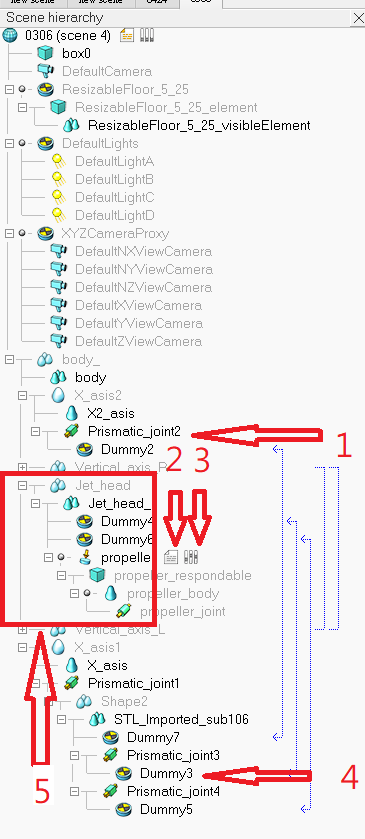 new scene
new scene
0424
0306
Scene hierarchy
0306 (scene 4)
box0
DefaultCamera
ResizableFloor_5_25
ResizableFloor_5_25_element
ResizableFloor_5_25_visibleElement
DefaultLights
DefaultLightA
DefaultLightB
DefaultLightC
DefaultLightD
XYZCameraProxy
DefaultNXViewCamera
DefaultNYViewCamera
DefaultNZViewCamera
DefaultXViewCamera
DefaultYViewCamera
DefaultZViewCamera
body_
body
X_axis2
X2_asis
Prismatic_joint2 1
Dummy2 2 3
Vertical_axis_R
Jet_head
Jet_head_
Dummy4
Dummy6
propeller
propeller_respondable
propeller_body
propeller_joint
Vertical_axis_L
X_axis1
X_asis
Prismatic_joint1
Shape2
STL_Imported_sub106
Dummy7
Prismatic_joint3
Dummy3 4
5 Prismatic_joint4
Dummy5